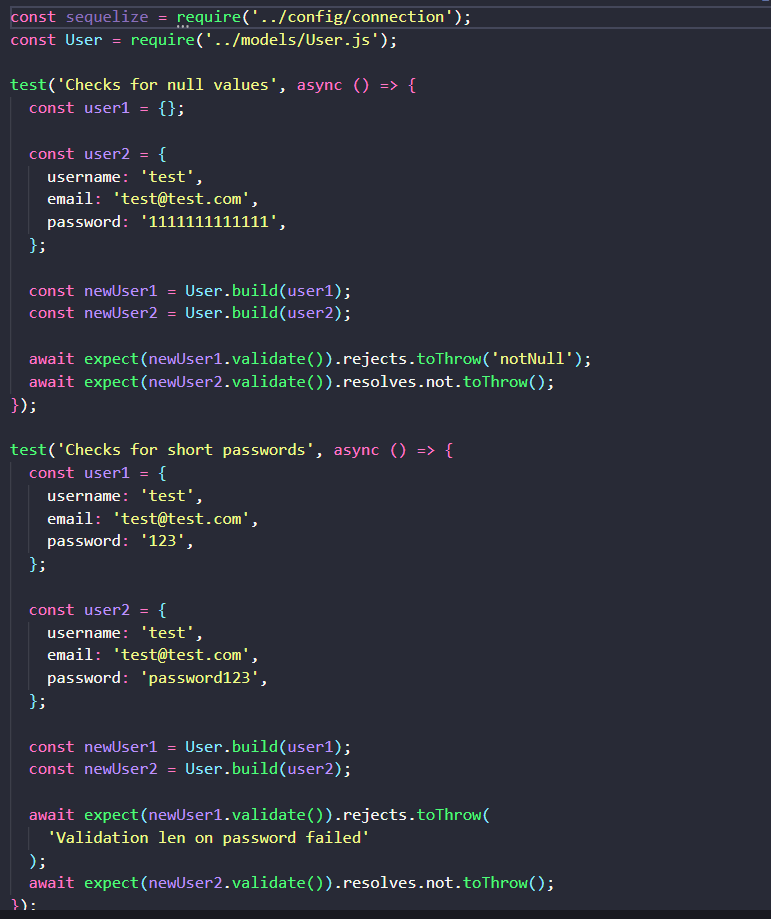 const sequelize = require('../config/connection');
const User = require('../models/User.js');

test('Checks for null values', async () => {
  const user1 = {};

  const user2 = {
    username: 'test',
    email: 'test@test.com',
    password: '1111111111111',
  };

  const newUser1 = User.build(user1);
  const newUser2 = User.build(user2);

  await expect(newUser1.validate()).rejects.toThrow('notNull');
  await expect(newUser2.validate()).resolves.not.toThrow();
});

test('Checks for short passwords', async () => {
  const user1 = {
    username: 'test',
    email: 'test@test.com',
    password: '123',
  };

  const user2 = {
    username: 'test',
    email: 'test@test.com',
    password: 'password123',
  };

  const newUser1 = User.build(user1);
  const newUser2 = User.build(user2);

  await expect(newUser1.validate()).rejects.toThrow(
    'Validation len on password failed'
  );
  await expect(newUser2.validate()).resolves.not.toThrow();
});